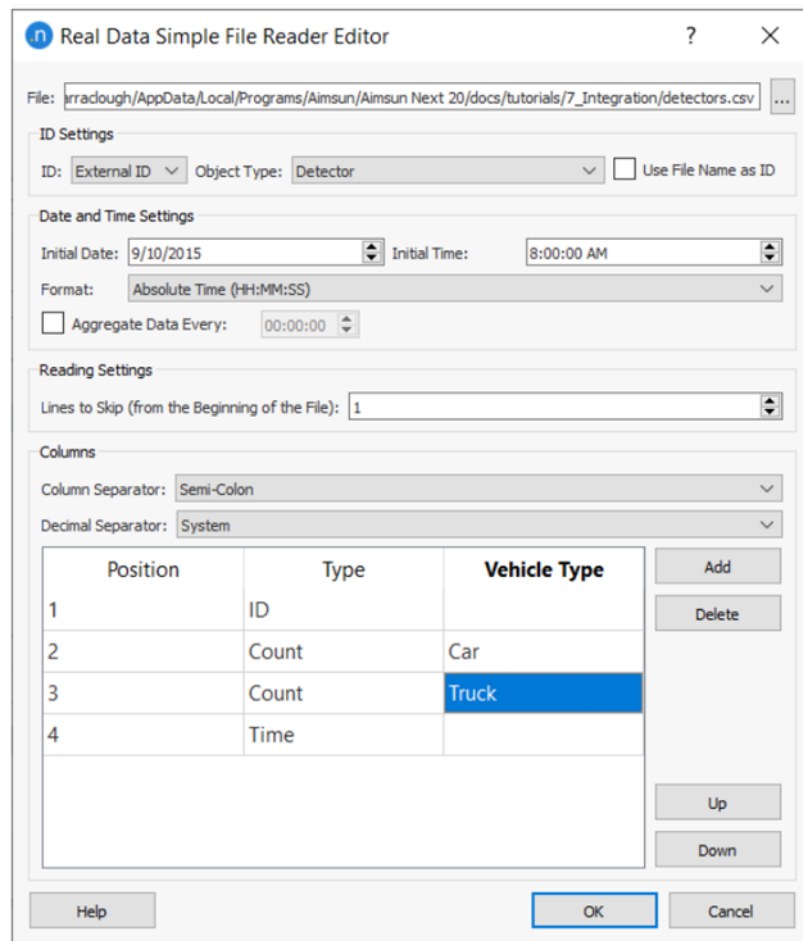 .n Real Data Simple File Reader Editor ? X
File: arraclough/AppData/Local/Programs/Aimsun/Aimsun Next 20/docs/tutorials/7_Integration/detectors.csv ...
ID Settings
ID: External ID Object Type: Detector Use File Name as ID
Date and Time Settings
Initial Date: 9/10/2015 Initial Time: 8:00:00 AM
Format: Absolute Time (HH:MM:SS)
Aggregate Data Every: 00:00:00
Reading Settings
Lines to Skip (from the Beginning of the File): 1
Columns
Column Separator: Semi-Colon
Decimal Separator: System
Position Type Vehicle Type Add
1 ID Delete
2 Count Car
3 Count Truck
4 Time
Up
Down
Help OK Cancel